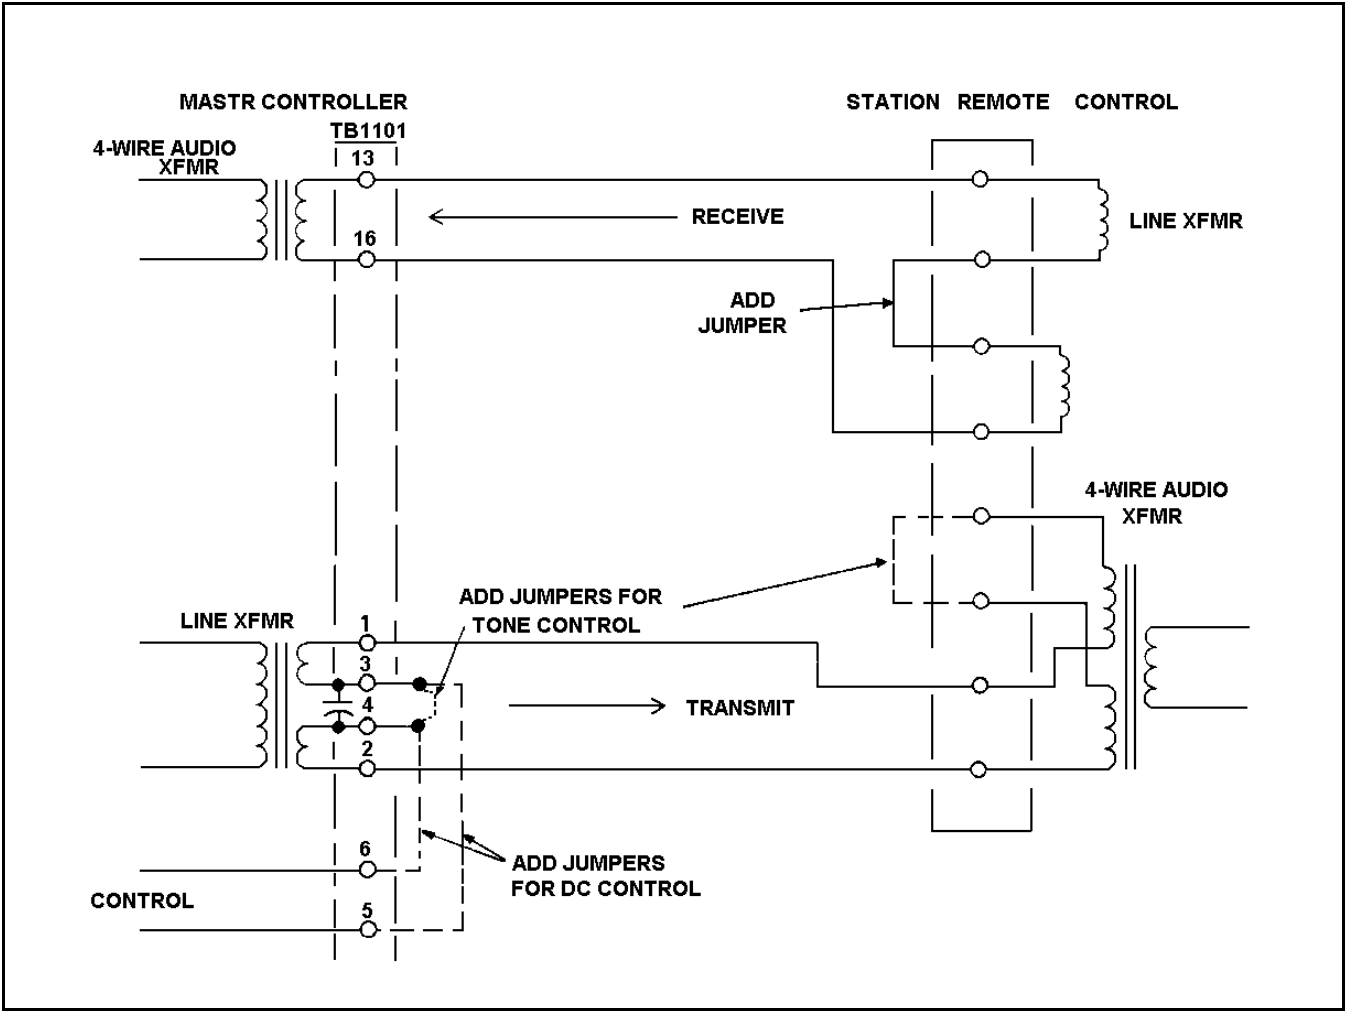 MASTR CONTROLLER
STATION REMOTE CONTROL
TB1101
4-WIRE AUDIO
XFMR
13
16
RECEIVE
LINE XFMR
ADD
JUMPER
4-WIRE AUDIO
XFMR
ADD JUMPERS FOR
TONE CONTROL
LINE XFMR
1
3
4
2
TRANSMIT
6
5
CONTROL
ADD JUMPERS
FOR DC CONTROL